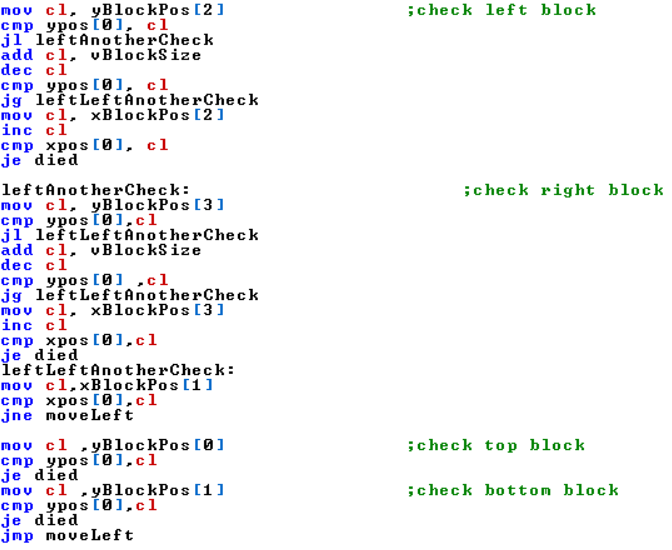 mov cl, yBlockPos[2] ;check left block
cmp ypos[0], cl
jl leftAnotherCheck
add cl, vBlockSize
dec cl
cmp ypos[0], cl
jg leftLeftAnotherCheck
mov cl, xBlockPos[2]
inc cl
cmp xpos[0], cl
je died
leftAnotherCheck: ;check right block
mov cl, yBlockPos[3]
cmp ypos[0],cl
jl leftLeftAnotherCheck
add cl, vBlockSize
dec cl
cmp ypos[0] ,cl
jg leftLeftAnotherCheck
mov cl, xBlockPos[3]
inc cl
cmp xpos[0],cl
je died
leftLeftAnotherCheck:
mov cl,xBlockPos[1]
cmp xpos[0],cl
jne moveLeft
mov cl ,yBlockPos[0] ;check top block
cmp ypos[0],cl
je died
mov cl ,yBlockPos[1] ;check bottom block
cmp ypos[0],cl
je died
jmp moveLeft